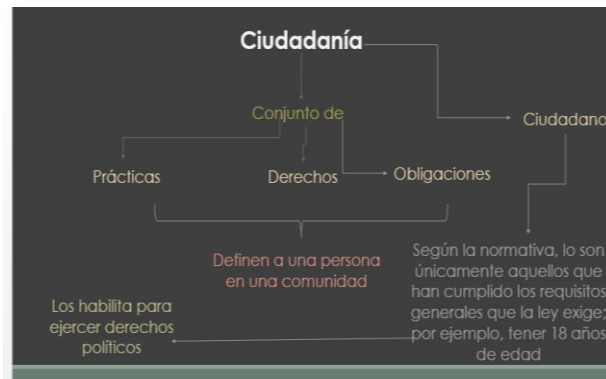 Ciudadanía
Conjunto de
Ciudadano
Prácticas
Derechos
Obligaciones
Definen a una persona
en una comunidad
Según la normativa, lo son
únicamente aquellos que
han cumplido los requisitos
generales que la ley exige;
por ejemplo, tener 18 años
de edad
Los habilita para
ejercer derechos
políticos